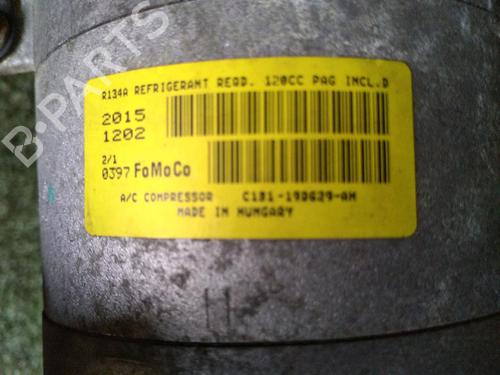 R134A REFRIGERANT REQD. 120CC PAG INCL.D
2015
1202
2/1
0397 FoMoCo
A/C COMPRESSOR C1B1-19D629-AH
MADE IN HUNGARY
B-PARTS